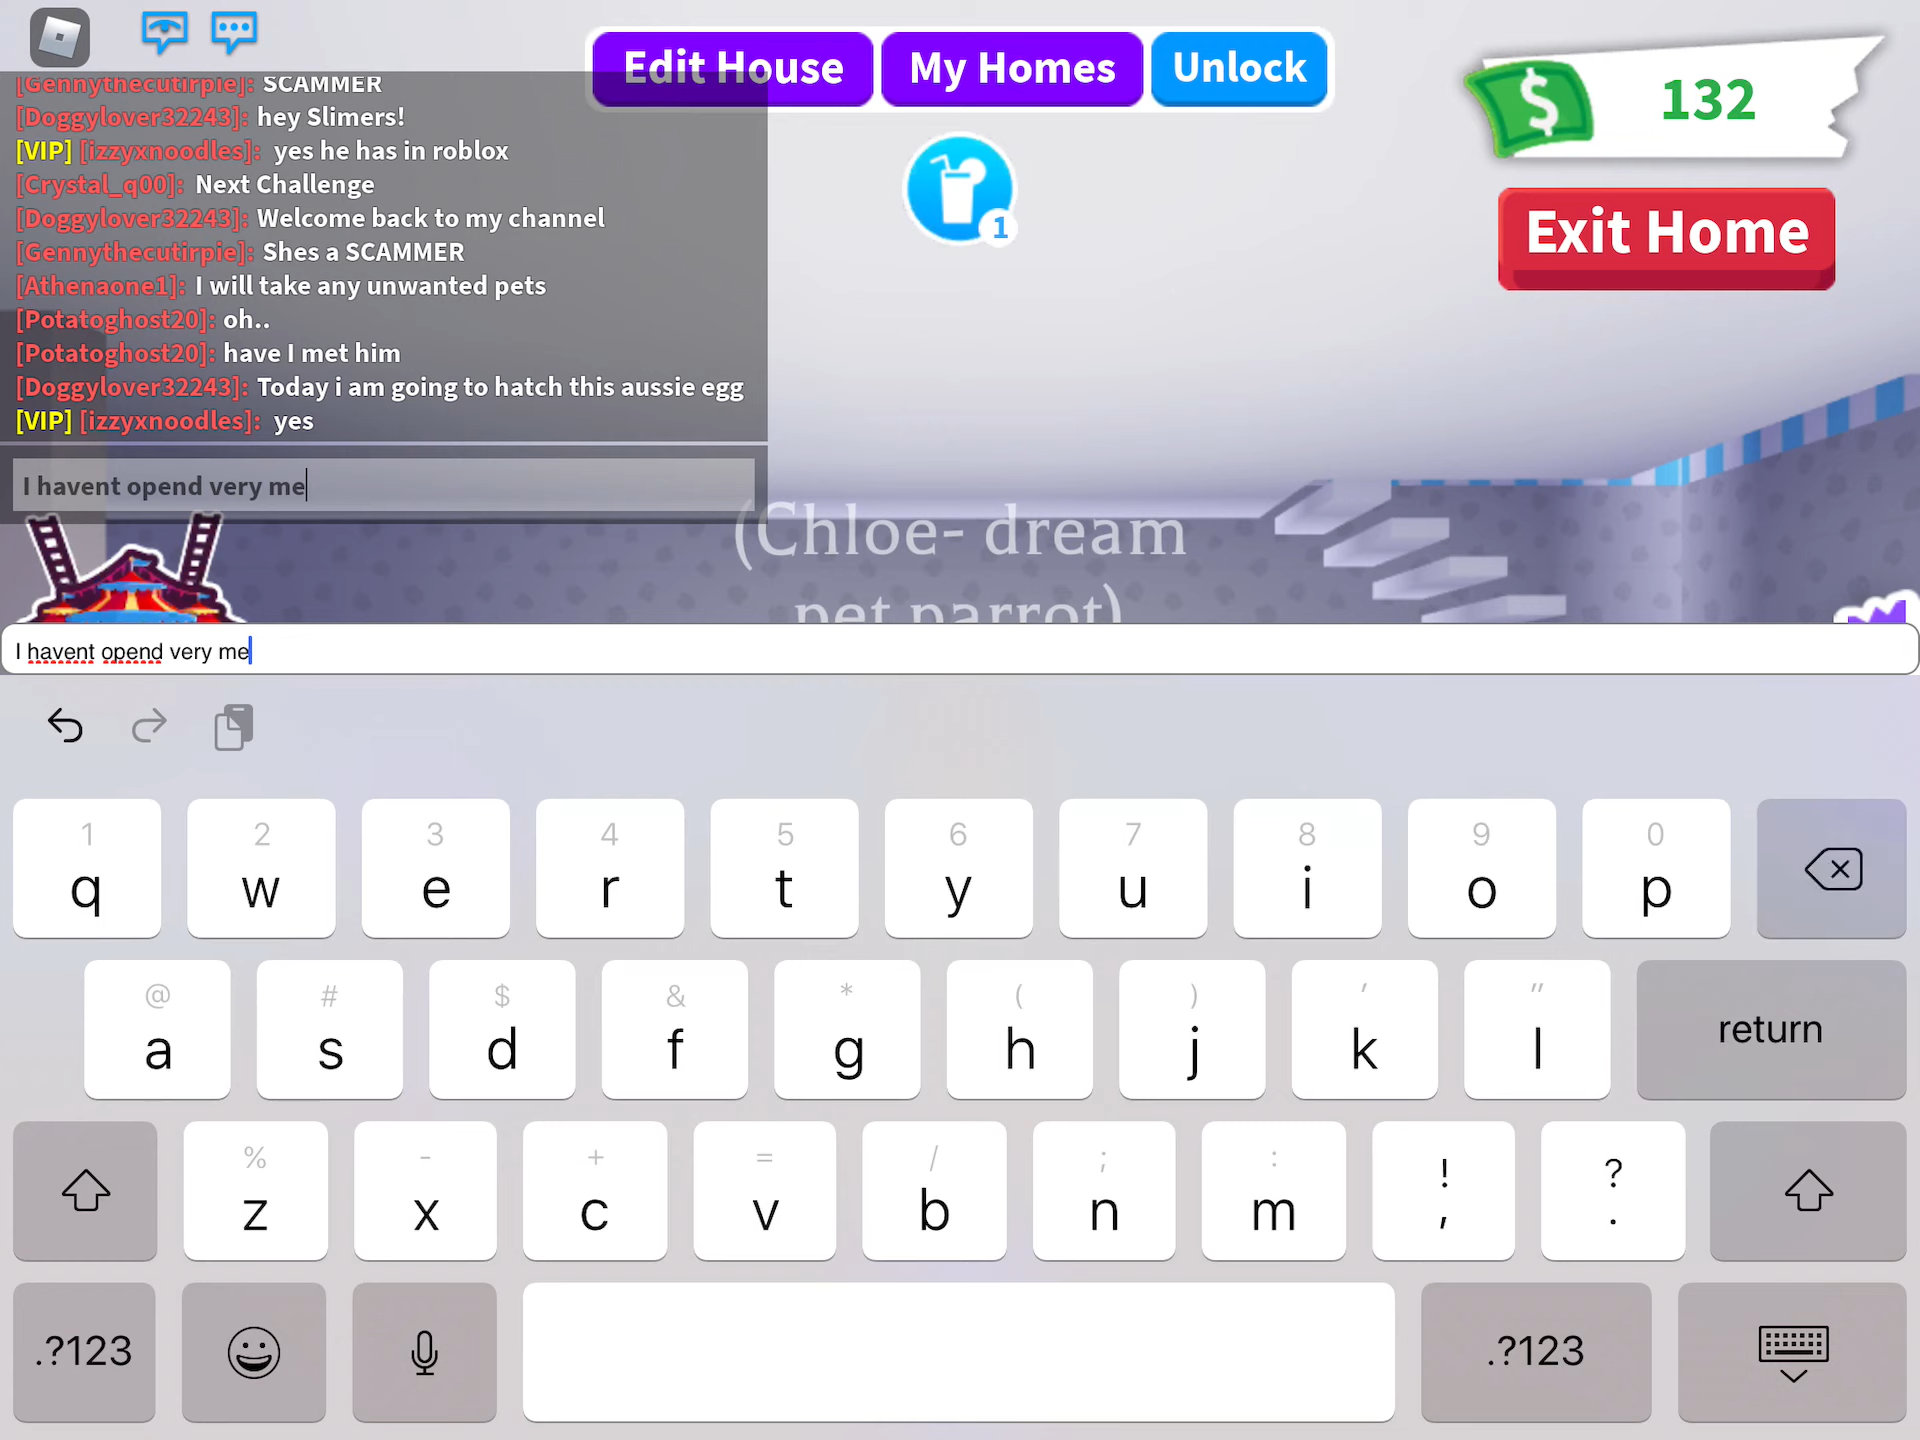 Edit House
My Homes
Unlock
132
[Gennythecutirpie]: SCAMMER
[Doggylover32243]: hey Slimers!
[VIP] [izzyxnoodles]: yes he has in roblox
[Crystal_q00]: Next Challenge
[Doggylover32243]: Welcome back to my channel
[Gennythecutirpie]: Shes a SCAMMER
[Athenaone1]: I will take any unwanted pets
[Potatoghost20]: oh..
[Potatoghost20]: have I met him
[Doggylover32243]: Today i am going to hatch this aussie egg
[VIP] [izzyxnoodles]: yes
1
Exit Home
I havent opend very me
(Chloe- dream
pet parrot)
I havent opend very me
1 2 3 4 5 6 7 8 9 0
q w e r t y u i o p
@ # $ & * ( ) ' "
a s d f g h j k l return
% - + = / ; : ! ?
z x c v b n m , .
.?123 .?123